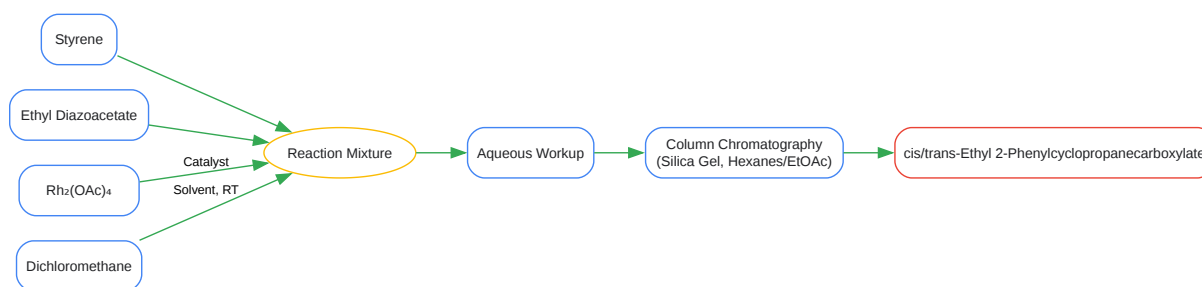 Styrene
Ethyl Diazoacetate
Rh₂(OAc)₄
Dichloromethane
Catalyst
Solvent, RT
Reaction Mixture
Aqueous Workup
Column Chromatography
(Silica Gel, Hexanes/EtOAc)
cis/trans-Ethyl 2-Phenylcyclopropanecarboxylate